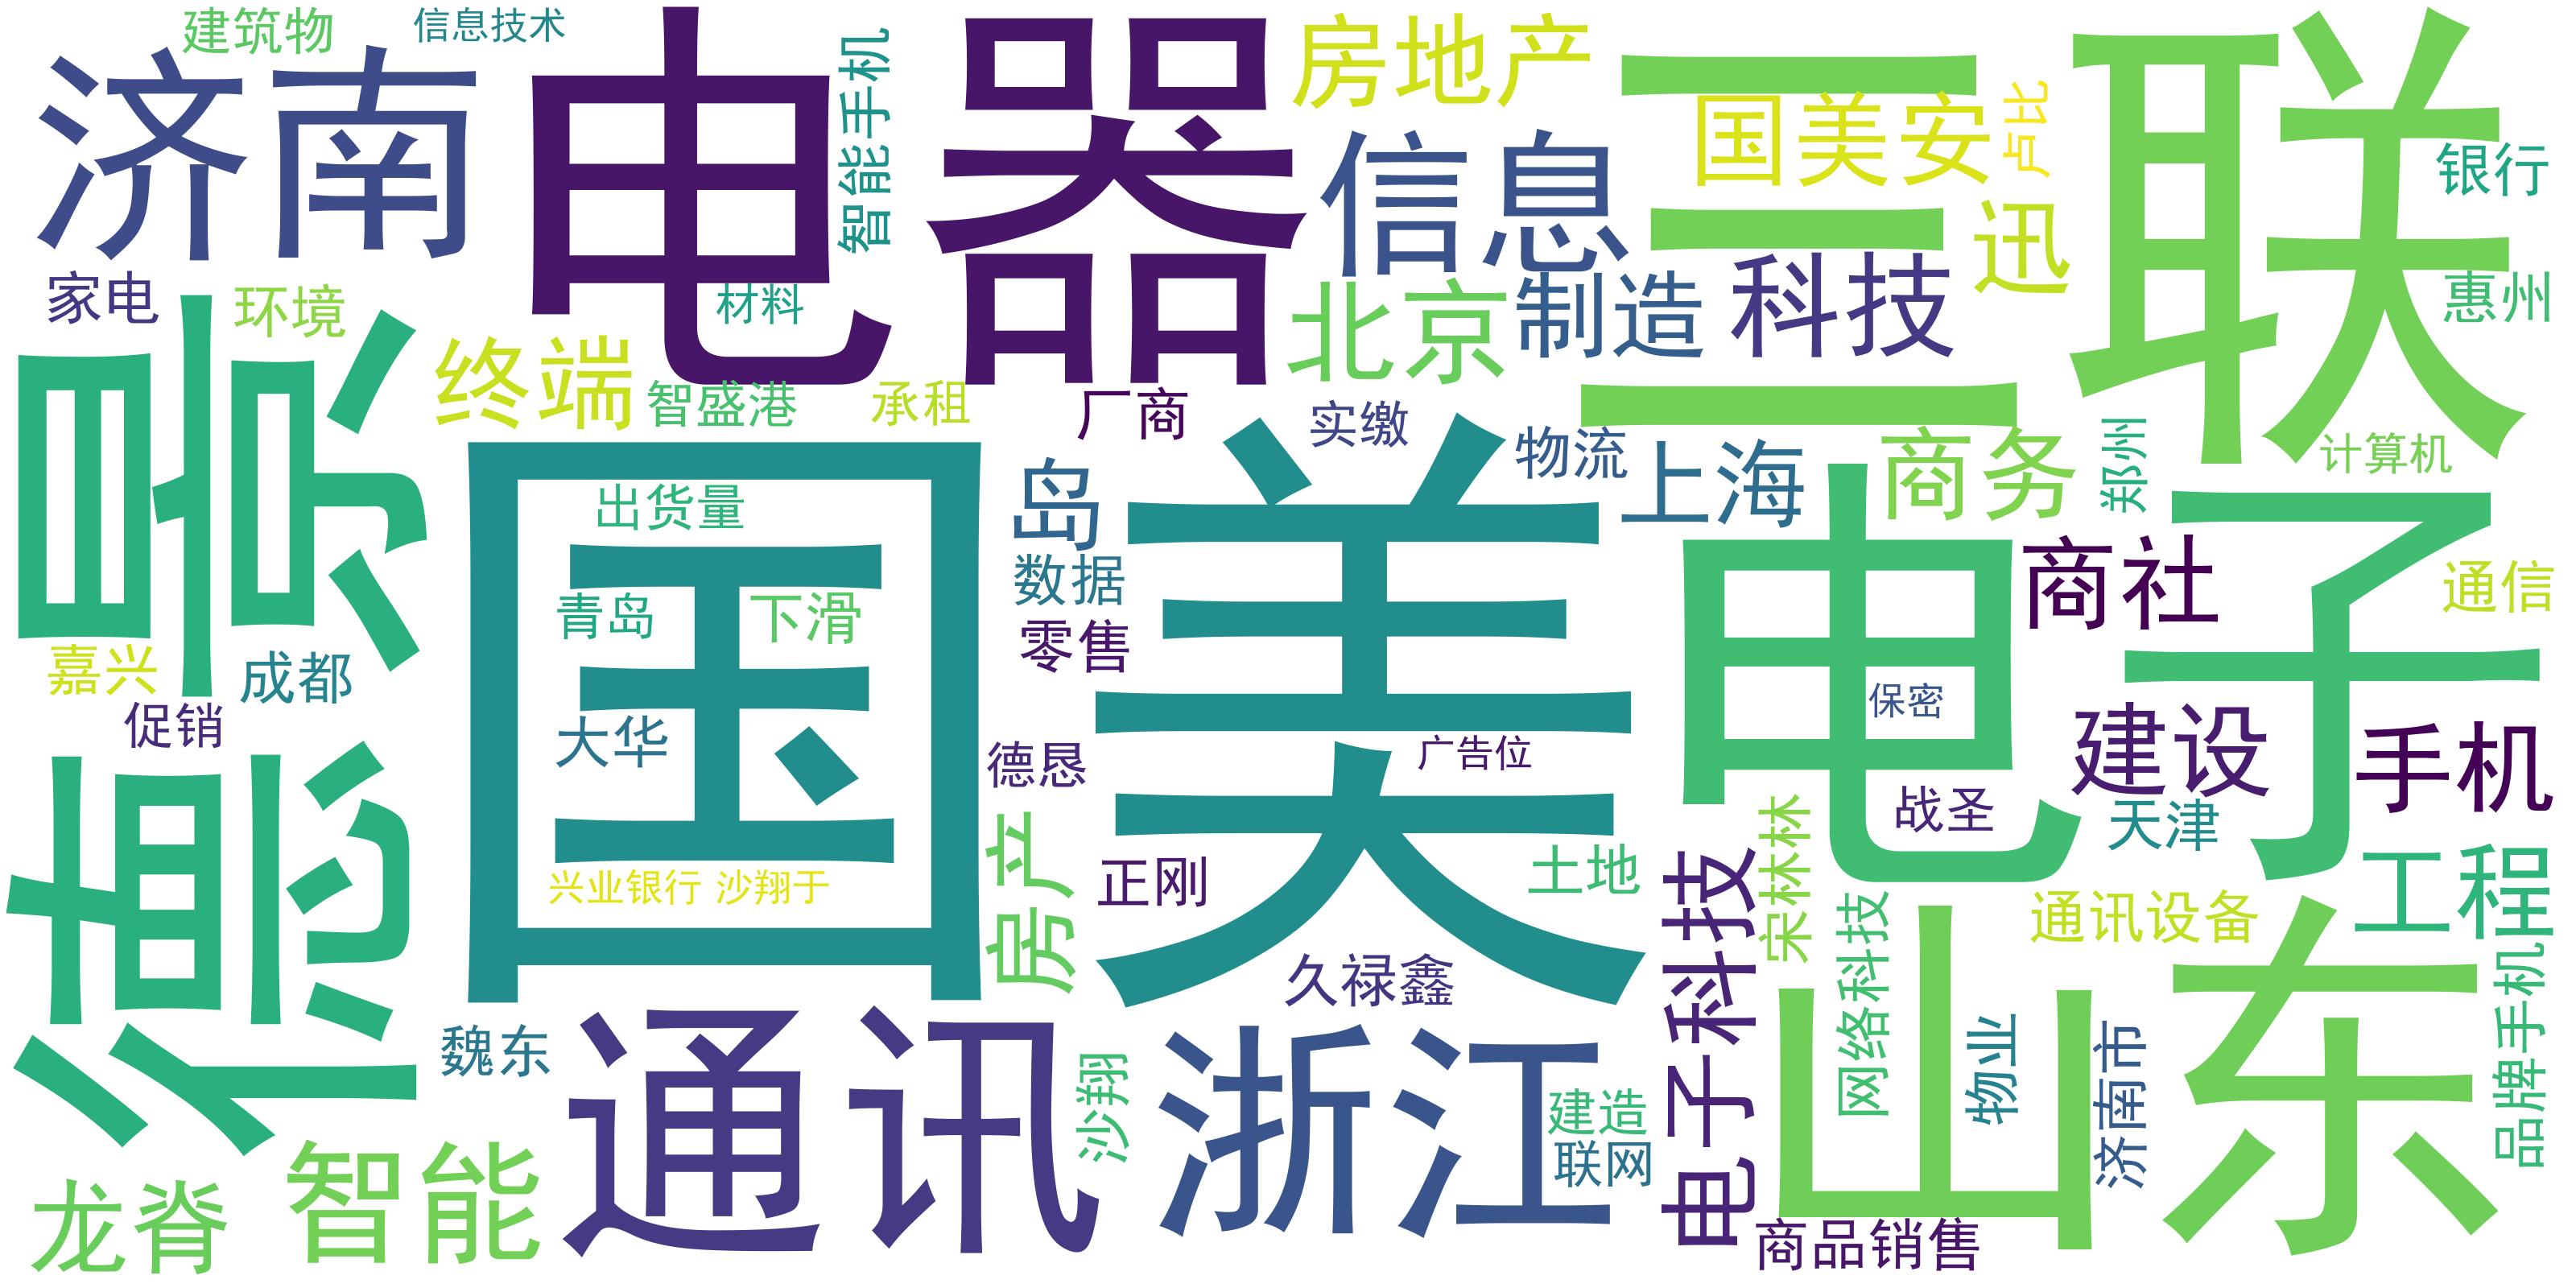 建筑物
信息技术
济南
电器
智能手机
房地产
三联
国美安
占比
信息
迅
银行
家电
环境
材料
北京
制造
科技
惠州
德景
终端
智盛港
承租
厂商
实缴
物流
上海
商务
郑州
计算机
国美
出货量
岛
电子
数据
商社
通信
青岛
下滑
零售
嘉兴
成都
促销
大华
德恳
广告位
保密
建设
手机
战圣
天津
兴业银行
沙翔于
房产
正刚
土地
电子科技
宋林林
网络科技
通讯设备
工程
山东
久禄鑫
魏东
通讯
沙翔
浙江
建造
联网
物业
济南市
品牌手机
龙脊
智能
商品销售